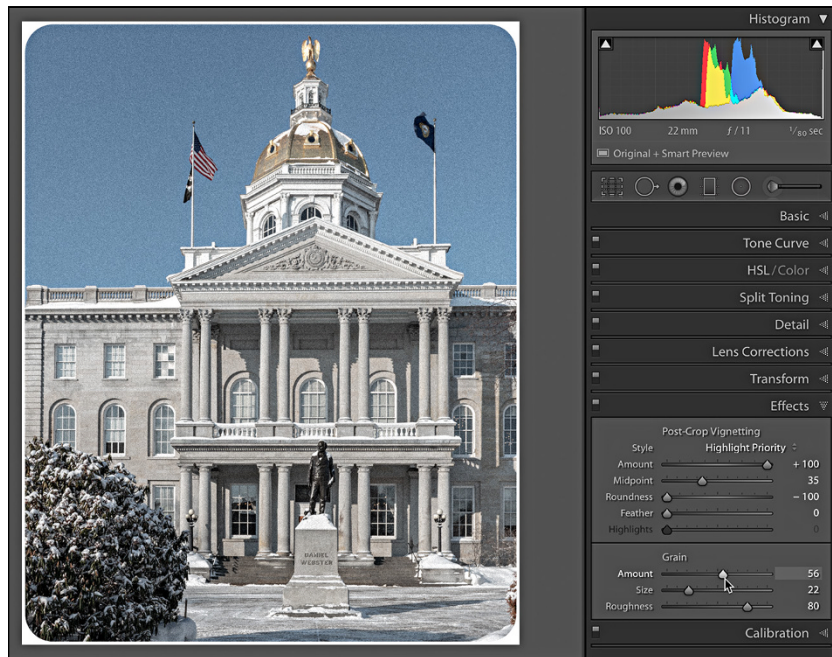 Histogram
ISO 100 22 mm ƒ / 11 1/80 sec
Original + Smart Preview
Basic
Tone Curve
HSL / Color
Split Toning
Detail
Lens Corrections
Transform
Effects
Post-Crop Vignetting
Style Highlight Priority
Amount + 100
Midpoint 35
Roundness – 100
Feather 0
Highlights 0
Grain
Amount 56
Size 22
Roughness 80
Calibration
DANIEL
WEBSTER